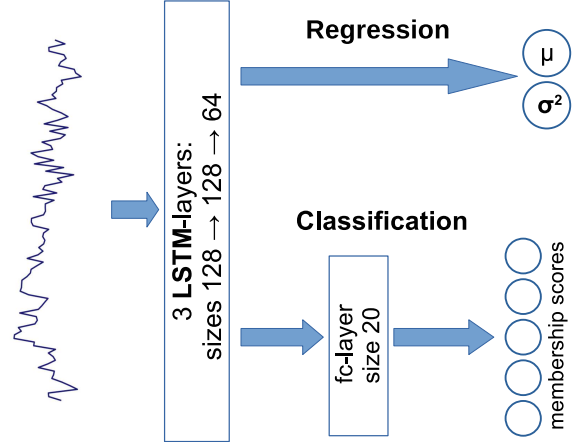 Regression
μ
σ²
3 LSTM-layers:
sizes 128 → 128 → 64
Classification
fc-layer
size 20
membership scores